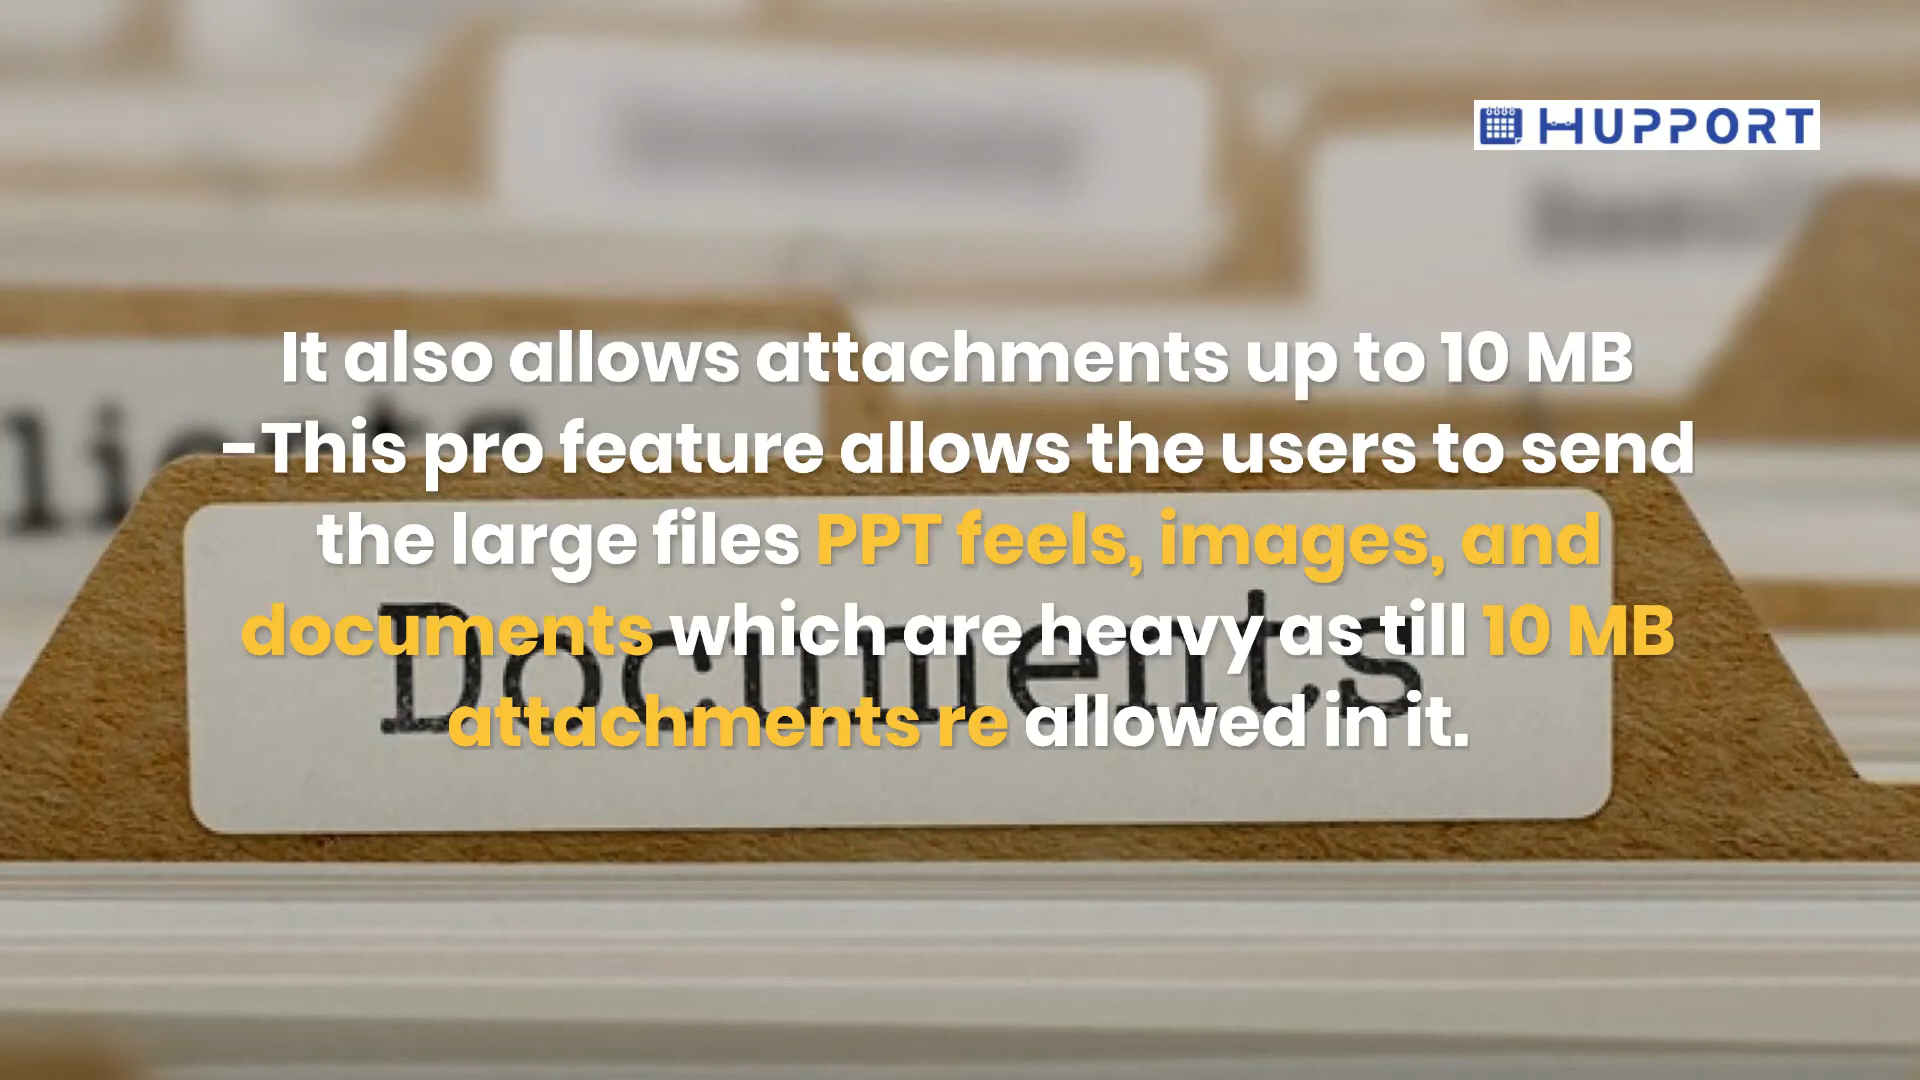 HUPPORT
It also allows attachments up to 10 MB
-This pro feature allows the users to send
the large files PPT feels, images, and
documents which are heavy as till 10 MB
attachments re allowed in it.
Documents